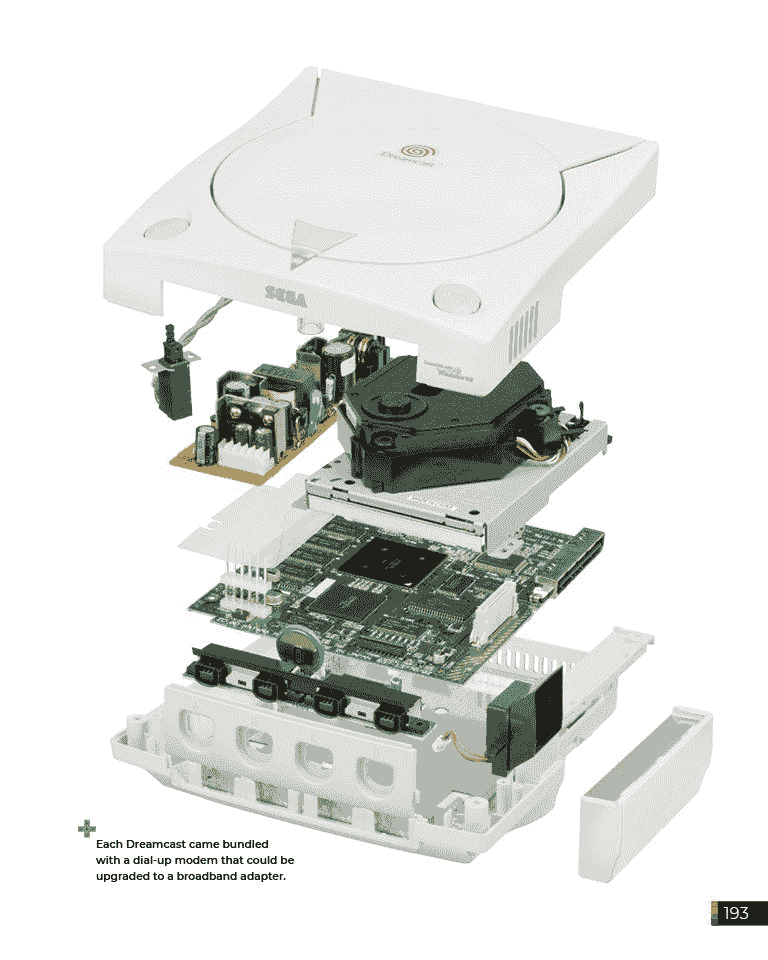 Dreamcast
SEGA
Each Dreamcast came bundled
with a dial-up modem that could be
upgraded to a broadband adapter.
193